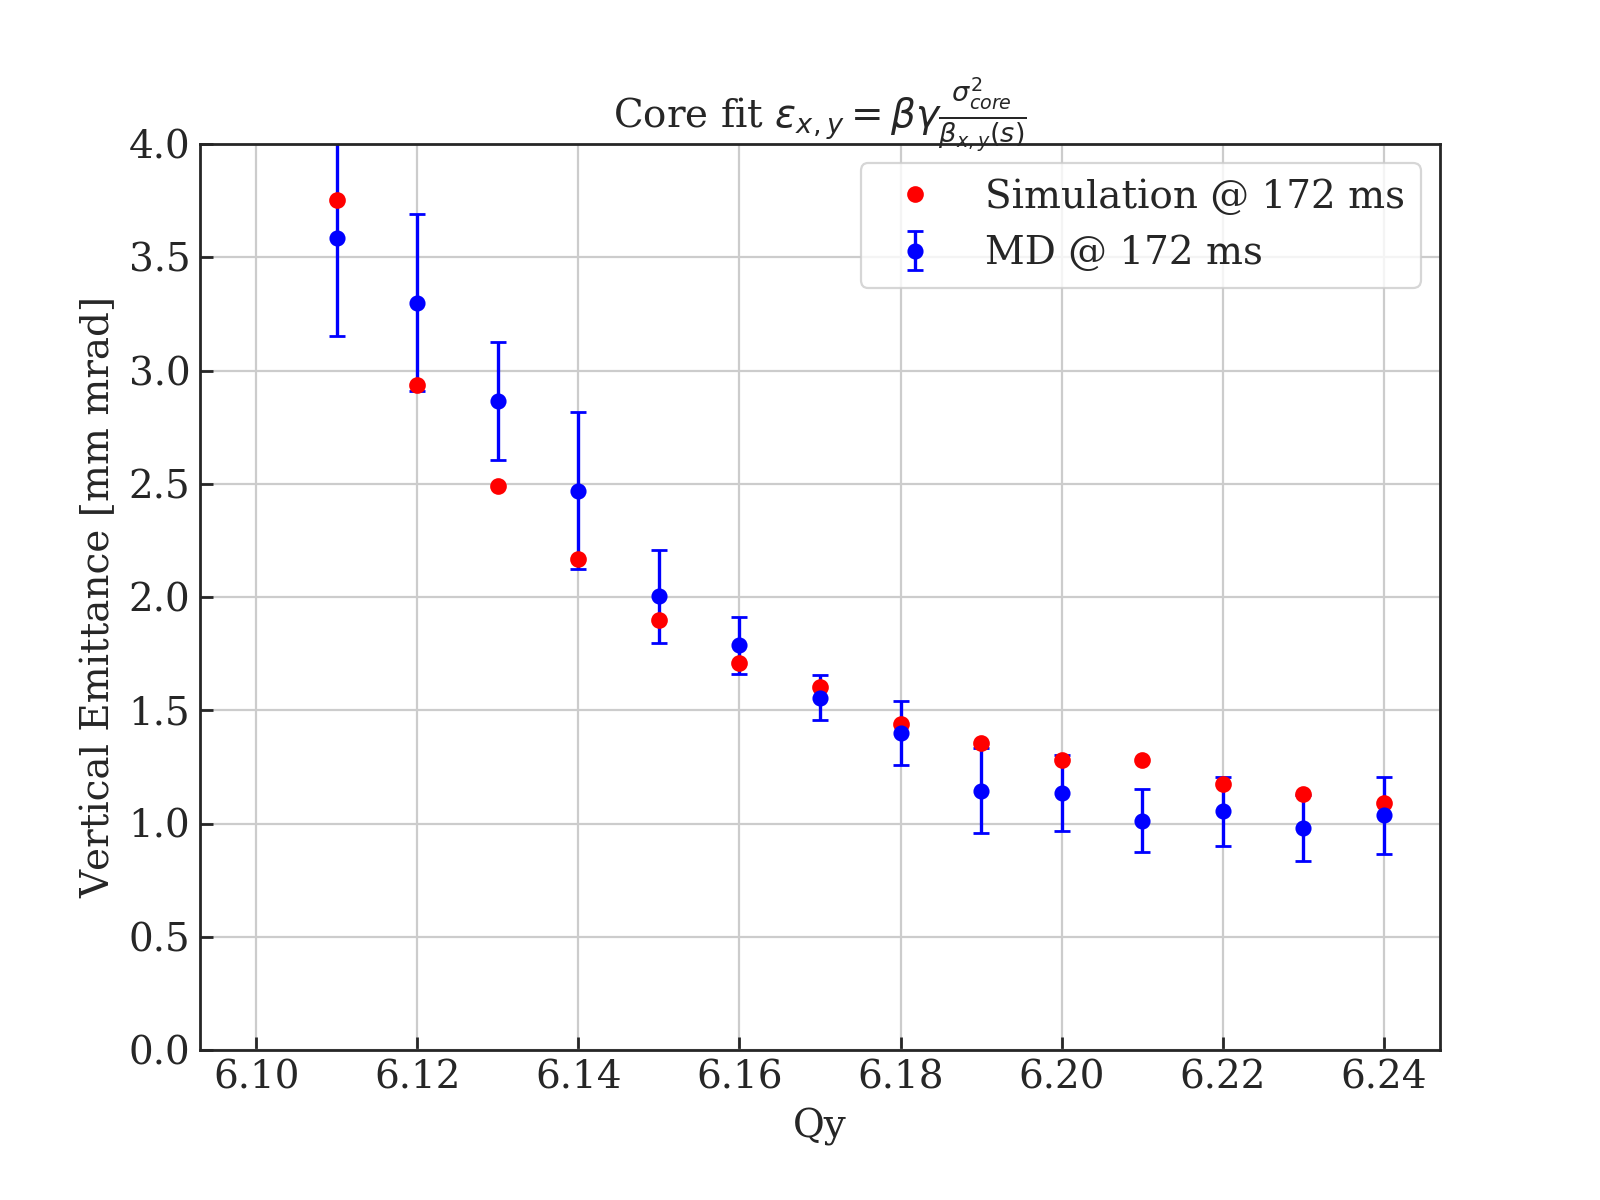 Core fit $\epsilon_{x,y} = \beta\gamma \frac{\sigma^2_{core}}{\beta_{x,y}(s)}$
Simulation @ 172 ms
MD @ 172 ms
Vertical Emittance [mm mrad]
4.0
3.5
3.0
2.5
2.0
1.5
1.0
0.5
0.0
6.10 6.12 6.14 6.16 6.18 6.20 6.22 6.24
Qy